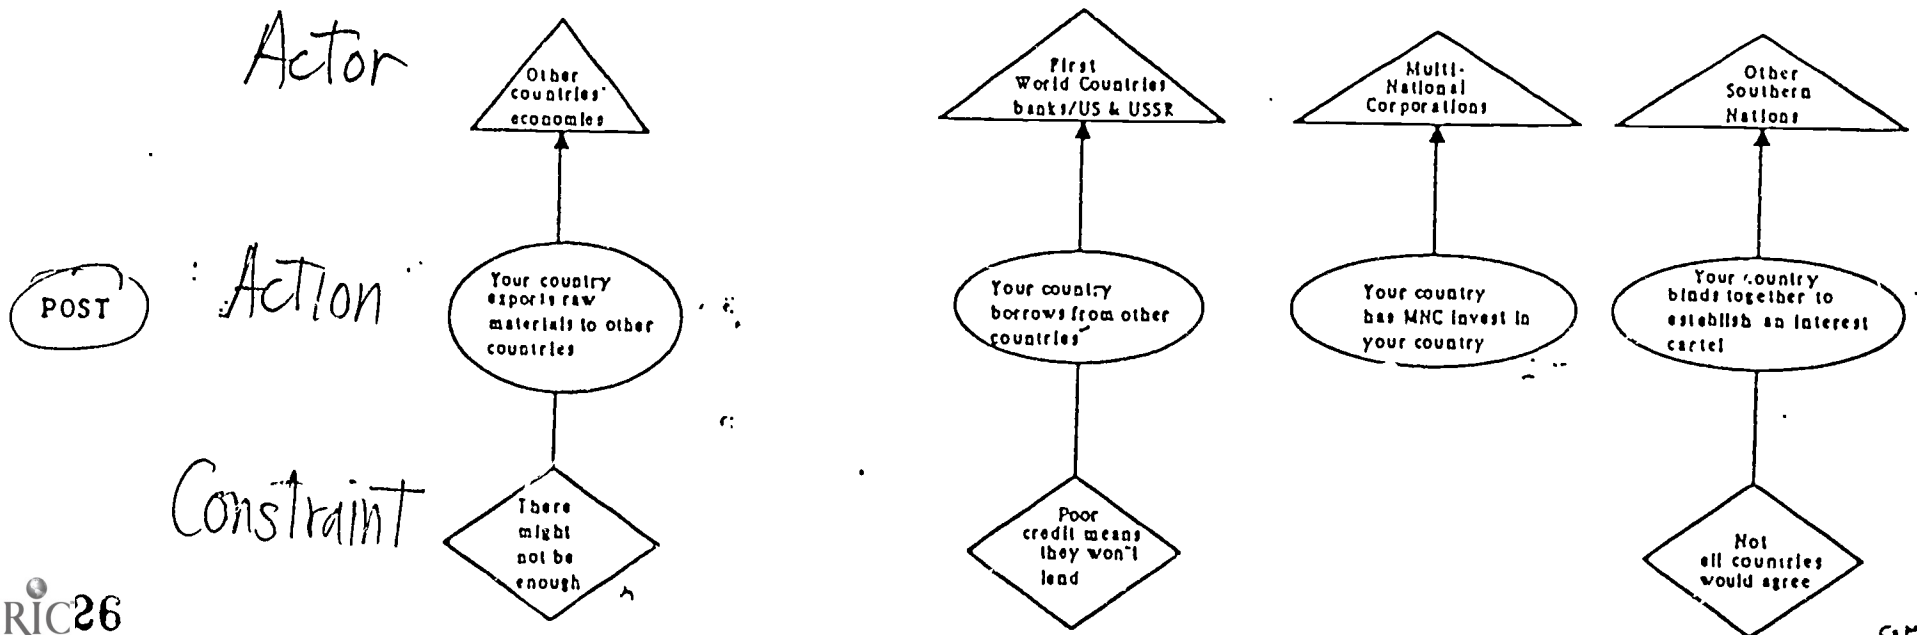 Actor
Other
countries'
economies
First
World Countries
banks/US & USSR
Multi-
National
Corporations
Other
Southern
Nations
POST
Action
Your country
exports raw
materials to other
countries
Your country
borrows from other
countries
Your country
has MNC invest in
your country
Your country
binds together to
establish an interest
cartel
Constraint
There
might
not be
enough
Poor
credit means
they won't
lend
Not
all countries
would agree
RIC 26